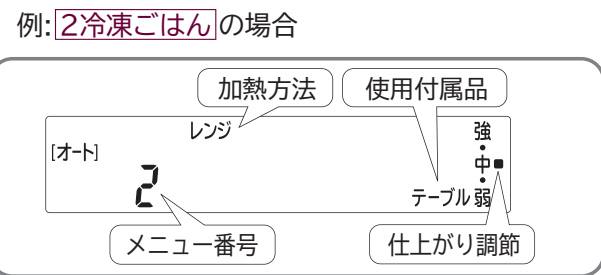 例:2冷凍ごはんの場合
加熱方法
使用付属品
レンジ
強
[オート]
・
中■
・
2
テーブル 弱
メニュー番号
仕上がり調節